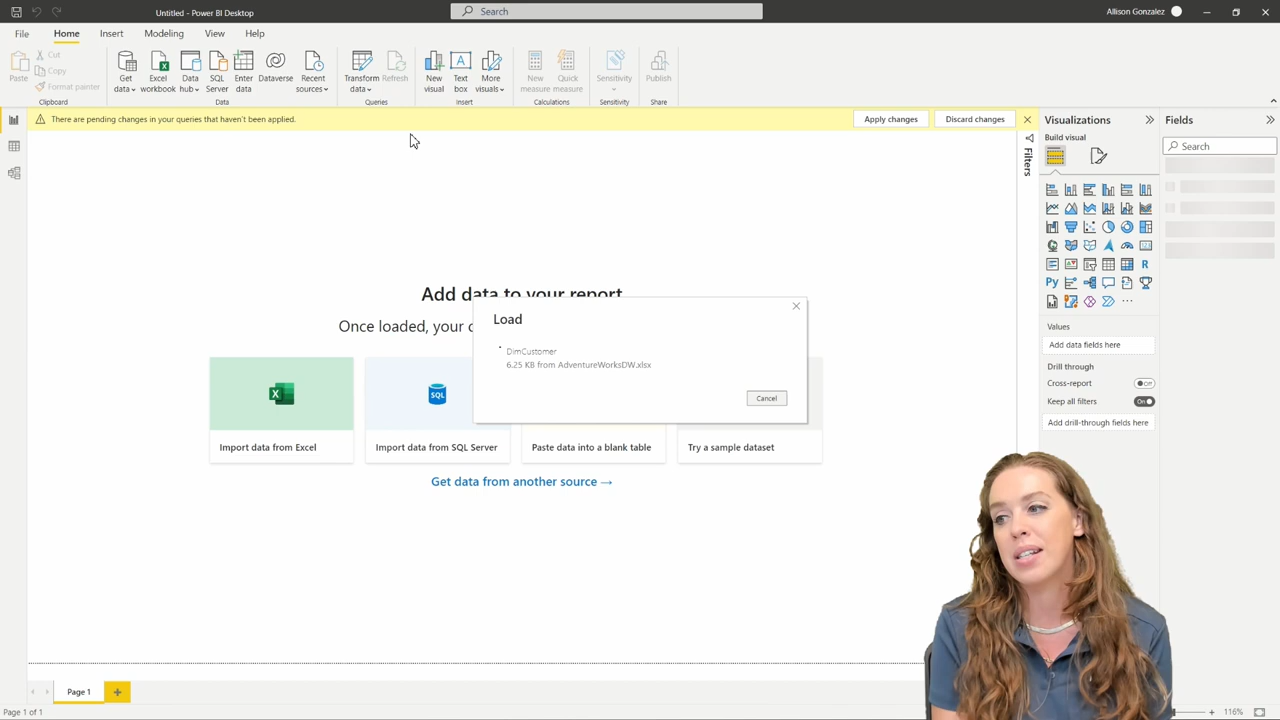 Untitled - Power BI Desktop
Search
Allison Gonzalez
File
Home
Insert
Modeling
View
Help
Paste
Cut
Copy
Format painter
Clipboard
Get data
Excel workbook
Data hub
SQL Server
Enter data
Dataverse
Recent sources
Data
Transform data
Refresh
Queries
New visual
Text box
More visuals
Insert
New measure
Quick measure
Calculations
Sensitivity
Sensitivity
Publish
Share
There are pending changes in your queries that haven't been applied.
Apply changes
Discard changes
Filters
Visualizations
Build visual
R
Py
Values
Add data fields here
Drill through
Cross-report
Off
Keep all filters
On
Add drill-through fields here
Fields
Search
Add data to your report
Once loaded, your
Load
DimCustomer
6.25 KB from AdventureWorksDW.xlsx
Cancel
SQL
Import data from Excel
Import data from SQL Server
Paste data into a blank table
Try a sample dataset
Get data from another source →
Page 1
Page 1 of 1
116%